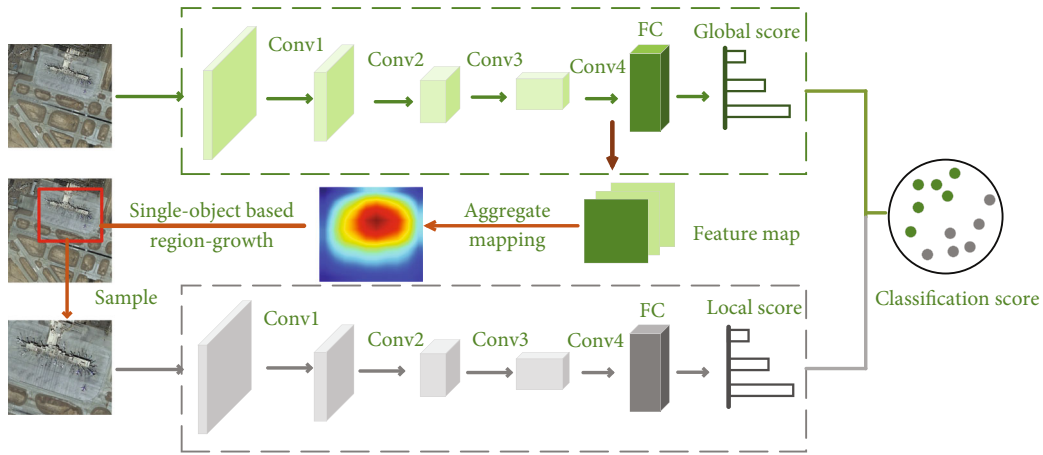 Conv1
Conv2
Conv3
Conv4
FC
Global score
Single-object based
region-growth
Aggregate
mapping
Feature map
Sample
Classification score
Conv1
Conv2
Conv3
Conv4
FC
Local score